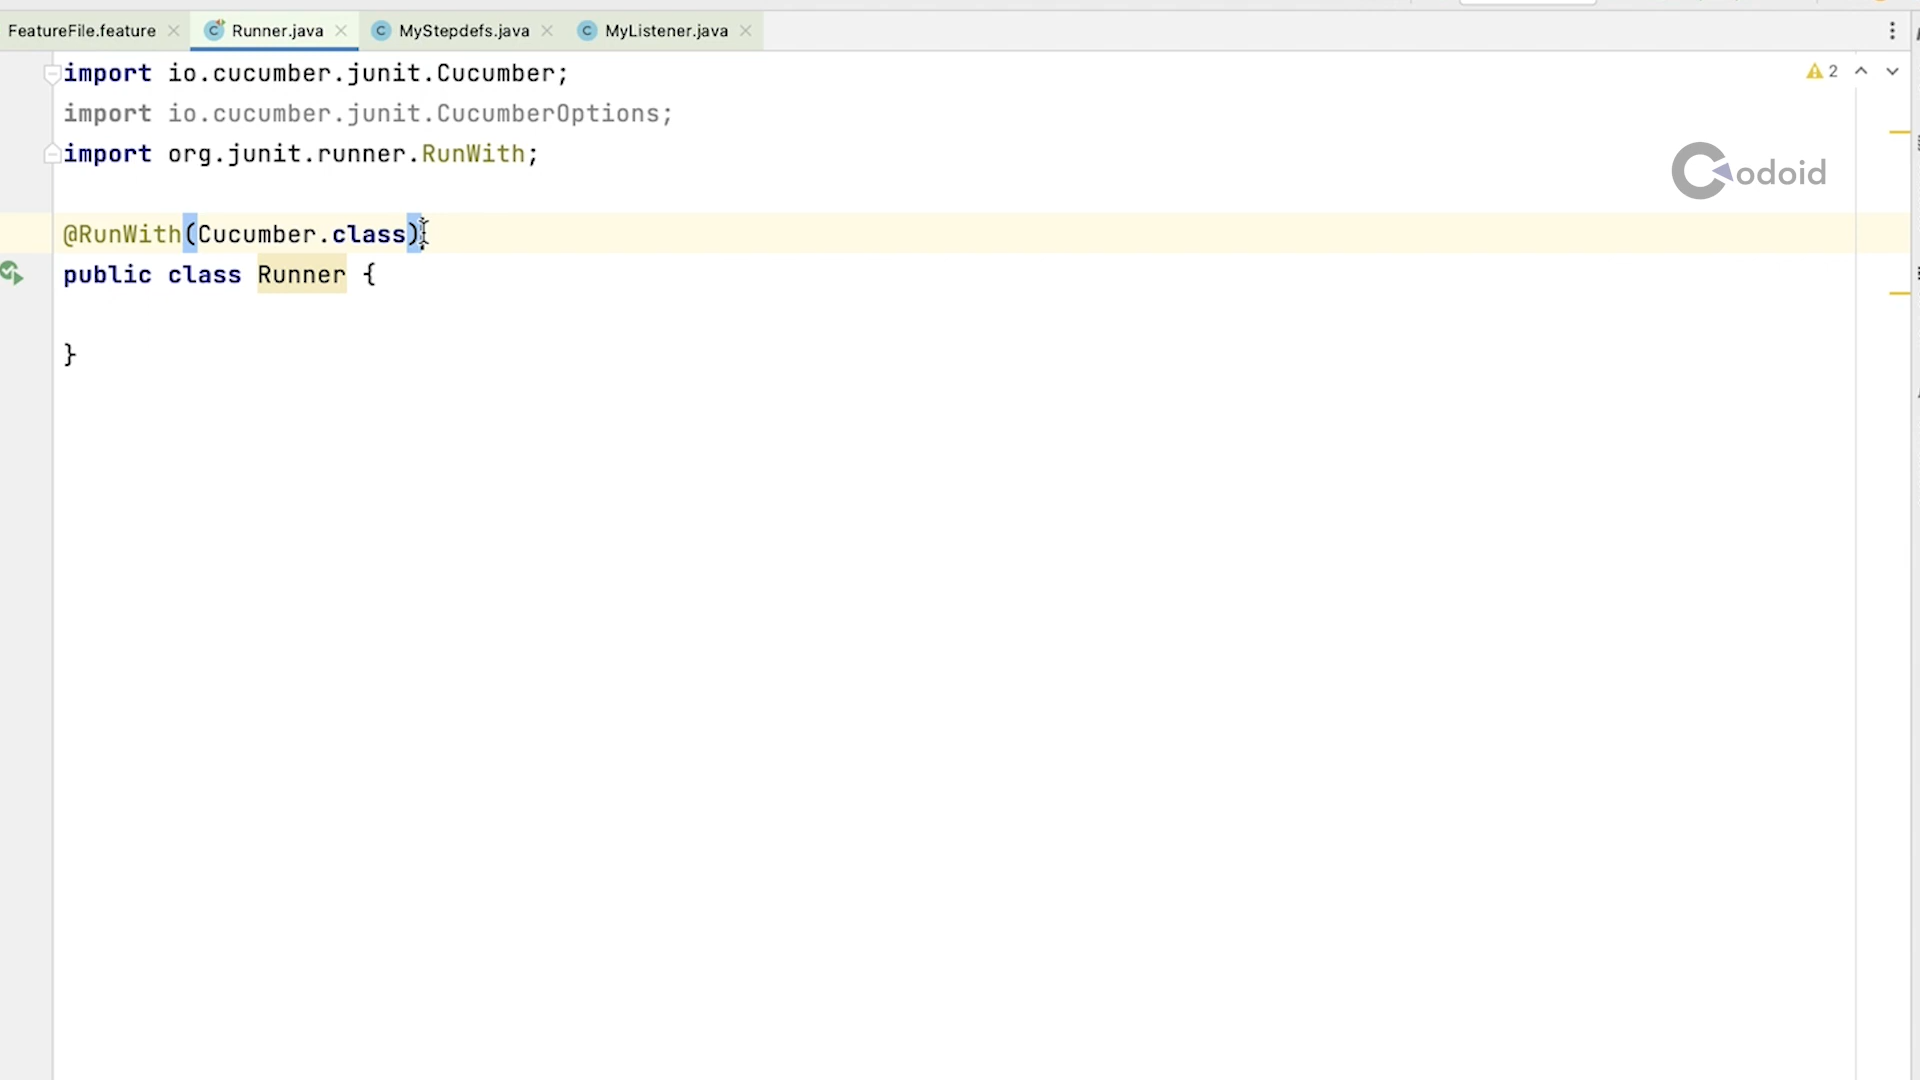 FeatureFile.feature Runner.java MyStepdefs.java MyListener.java
import io.cucumber.junit.Cucumber;
2
import io.cucumber.junit.CucumberOptions;
import org.junit.runner.RunWith;
Codoid
@RunWith(Cucumber.class)
public class Runner {
}